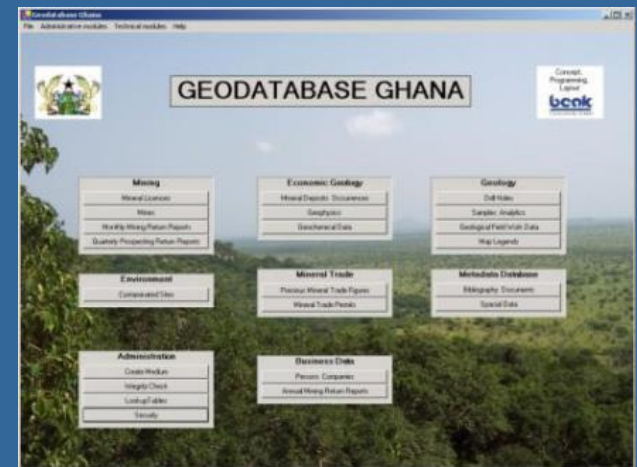 Geodatabase Ghana
File Administrative modules Technical modules Help
GEODATABASE GHANA
Concept,
Programming,
Layout
beak
Mining
Mineral Licences
Mines
Monthly Mining Return Reports
Quarterly Prospecting Return Reports
Economic Geology
Mineral Deposits Occurrences
Geophysics
Geochemical Data
Geology
Drill Holes
Samples: Analytics
Geological Field Work Data
Map Legends
Environment
Contaminated Sites
Mineral Trade
Precious Mineral Trade Figures
Mineral Trade Permits
Metadata Database
Bibliography: Documents
Spatial Data
Administration
Create Medium
Integrity Check
LookupTables
Security
Business Data
Persons: Companies
Annual Mining Return Reports